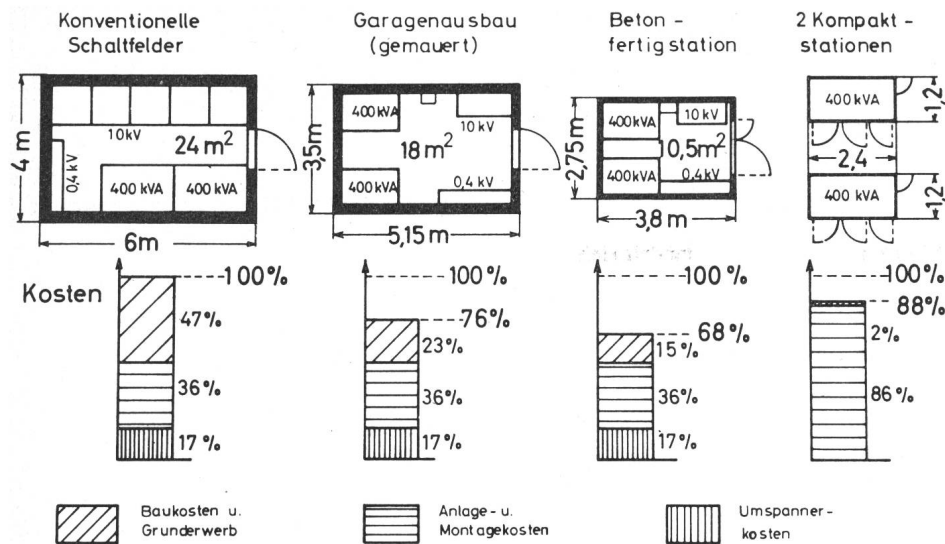 Konventionelle
Schaltfelder
Garagenausbau
(gemauert)
Beton -
fertigstation
2 Kompakt -
stationen
4 m
10 kV
24 m²
0,4 kV
400 kVA
400 kVA
6m
3,5m
400 kVA
10 kV
18 m²
400 kVA
0,4 kV
5,15 m
2,75 m
400 kVA
10 kV
10,5m²
400 kVA
0,4 kV
3,8 m
400 kVA
1,2
2,4
400 kVA
1,2
Kosten
100 %
47 %
36 %
17 %
100 %
76 %
23 %
36 %
17 %
100 %
68 %
15 %
36 %
17 %
100 %
88%
2%
86 %
Baukosten u.
Grunderwerb
Anlage - u.
Montagekosten
Umspanner -
kosten